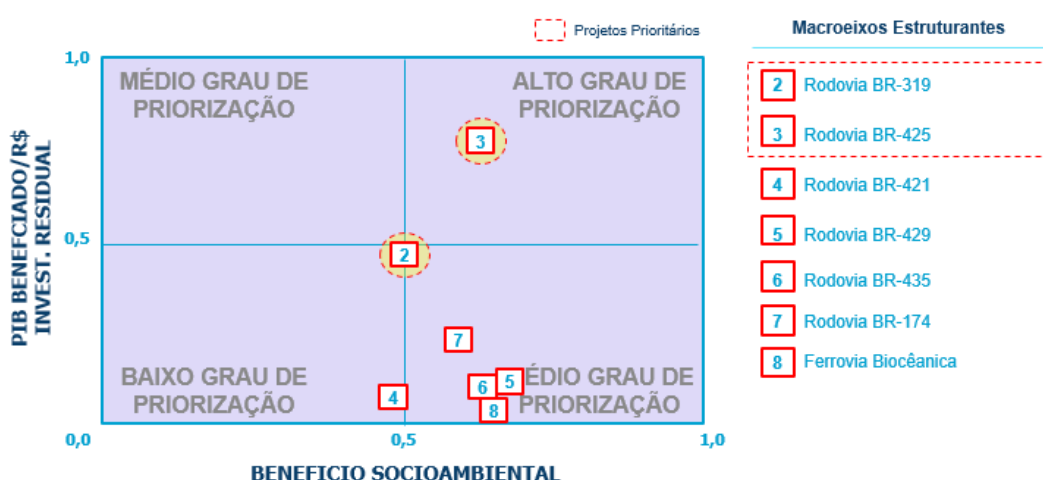 Projetos Prioritários
Macroeixos Estruturantes
1,0
MÉDIO GRAU DE
PRIORIZAÇÃO
ALTO GRAU DE
PRIORIZAÇÃO
3
PIB BENEFCIADO/R$
INVEST. RESIDUAL
0,5
2
7
BAIXO GRAU DE
PRIORIZAÇÃO
4
6
5
8
ÉDIO GRAU DE
PRIORIZAÇÃO
0,0
0,5
1,0
BENEFICIO SOCIOAMBIENTAL
2 Rodovia BR-319
3 Rodovia BR-425
4 Rodovia BR-421
5 Rodovia BR-429
6 Rodovia BR-435
7 Rodovia BR-174
8 Ferrovia Biocêanica